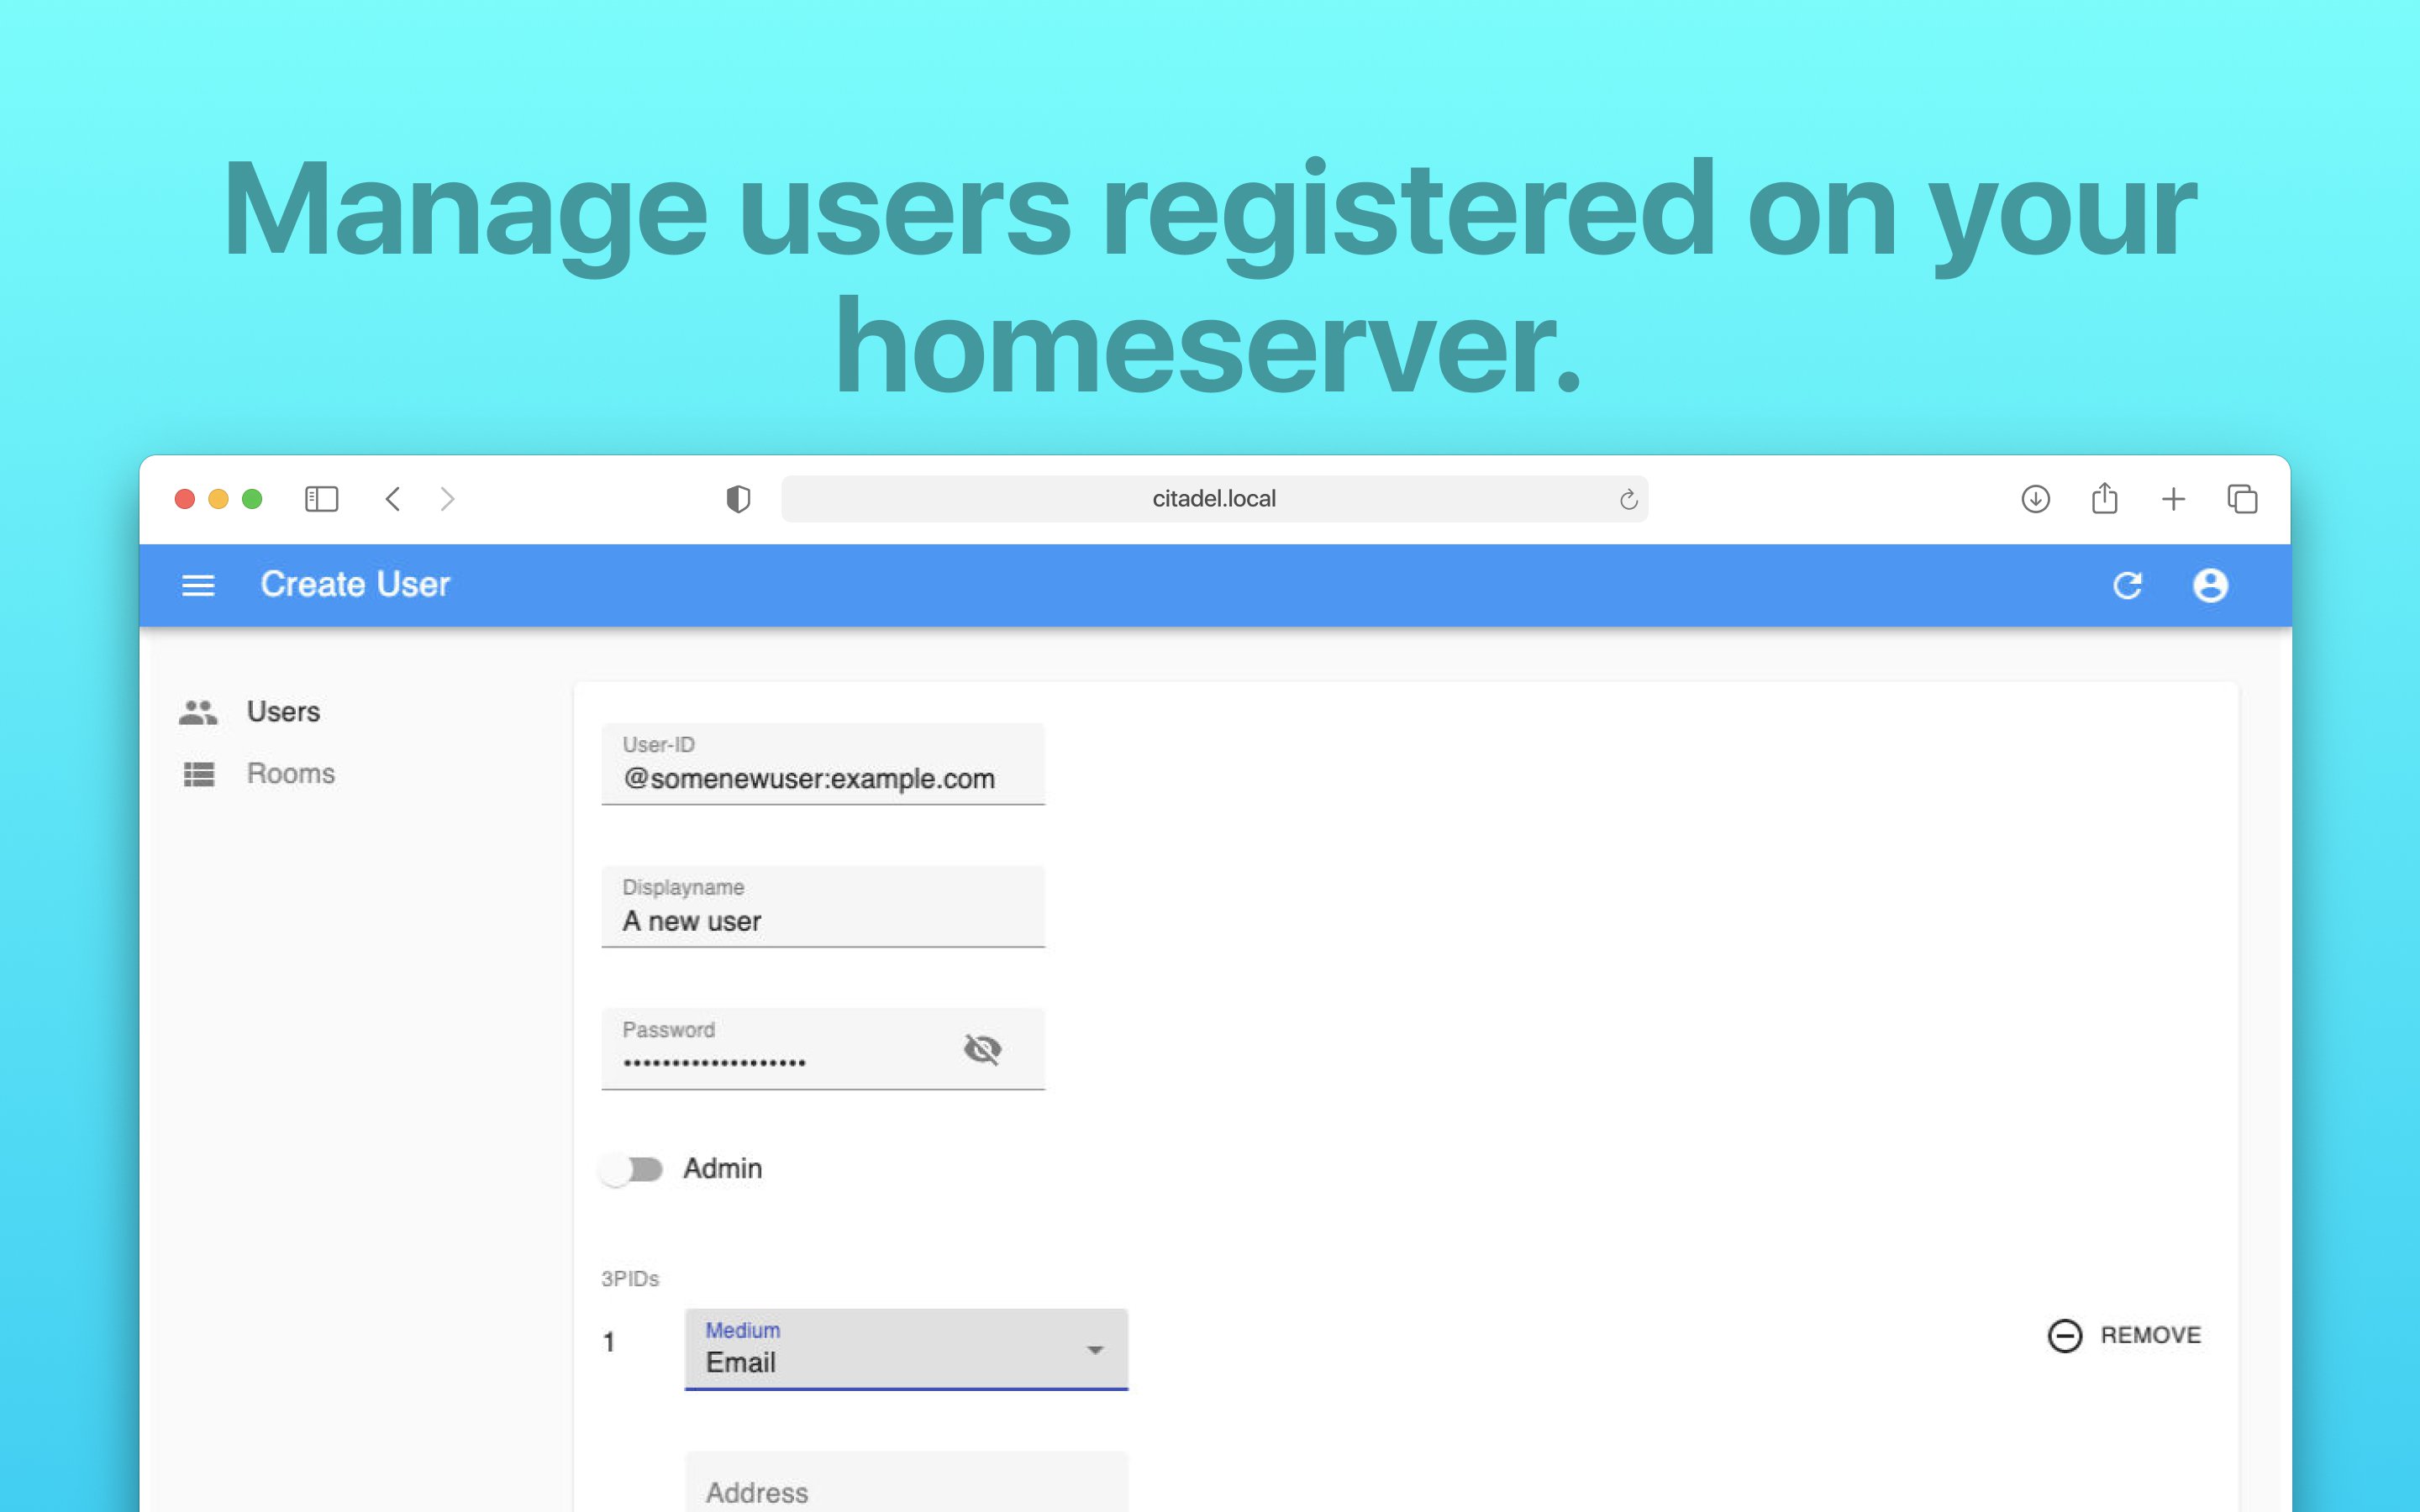 Manage users registered on your
homeserver.
citadel.local
Create User
Users
Rooms
User-ID
@somenewuser:example.com
Displayname
A new user
Password
•••••••••••••••••••
Admin
3PIDs
1
Medium
Email
REMOVE
Address